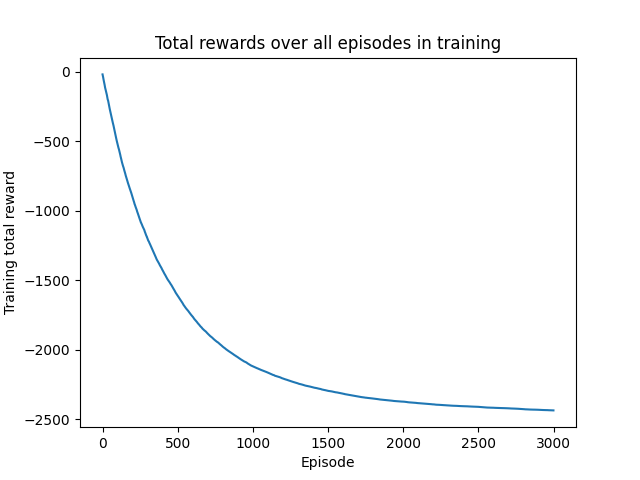 Total rewards over all episodes in training
0
−500
−1000
−1500
−2000
−2500
Training total reward
0 500 1000 1500 2000 2500 3000
Episode